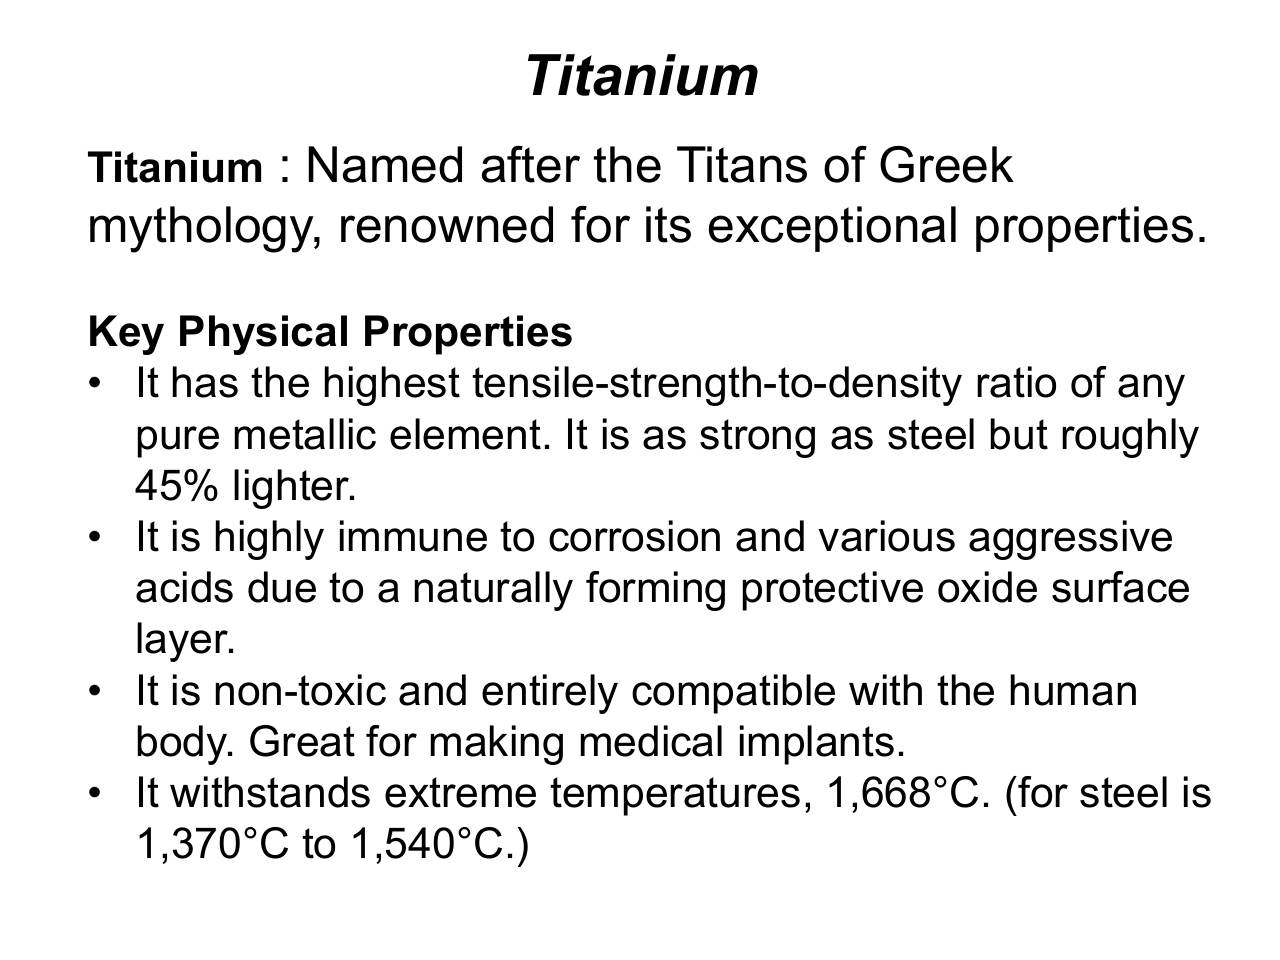 Titanium
Titanium : Named after the Titans of Greek
mythology, renowned for its exceptional properties.
Key Physical Properties
• It has the highest tensile-strength-to-density ratio of any
pure metallic element. It is as strong as steel but roughly
45% lighter.
• It is highly immune to corrosion and various aggressive
acids due to a naturally forming protective oxide surface
layer.
• It is non-toxic and entirely compatible with the human
body. Great for making medical implants.
• It withstands extreme temperatures, 1,668°C. (for steel is
1,370°C to 1,540°C.)